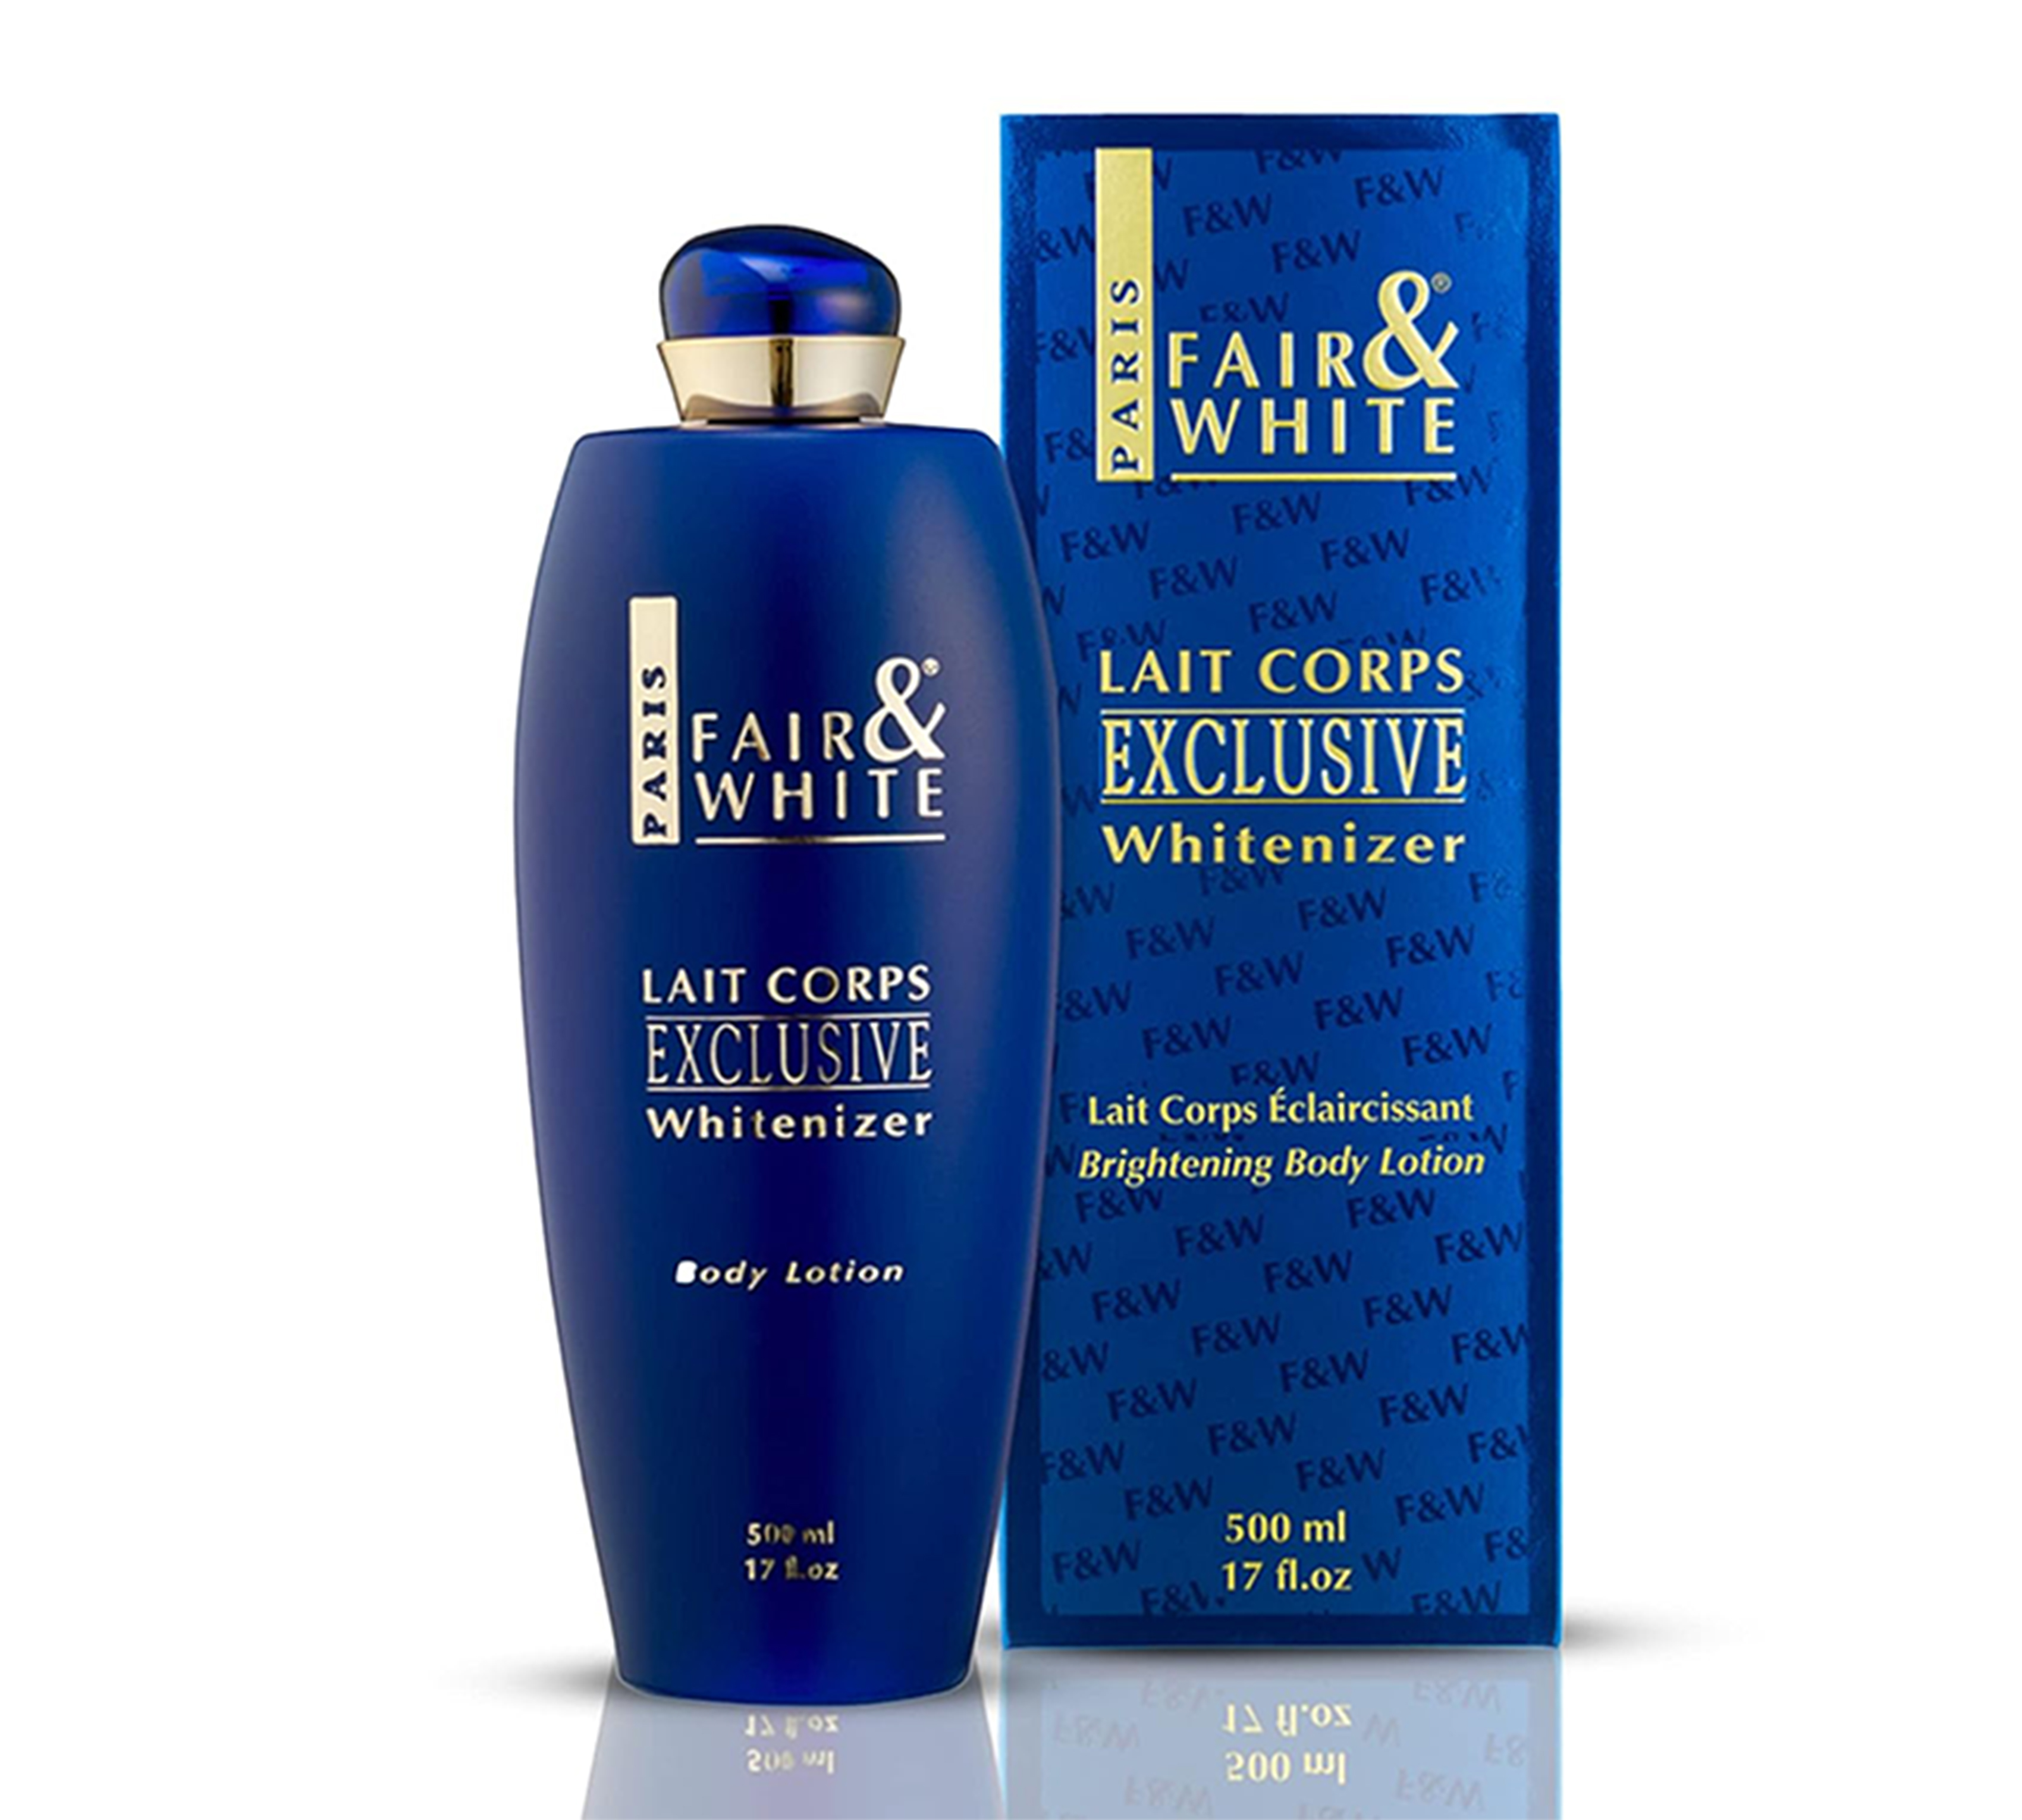 PARIS
FAIR&®
WHITE
LAIT CORPS
EXCLUSIVE
Whitenizer
Body Lotion
500 ml
17 fl.oz
PARIS
FAIR&®
WHITE
LAIT CORPS
EXCLUSIVE
Whitenizer
Lait Corps Éclaircissant
Brightening Body Lotion
500 ml
17 fl.oz
F&W